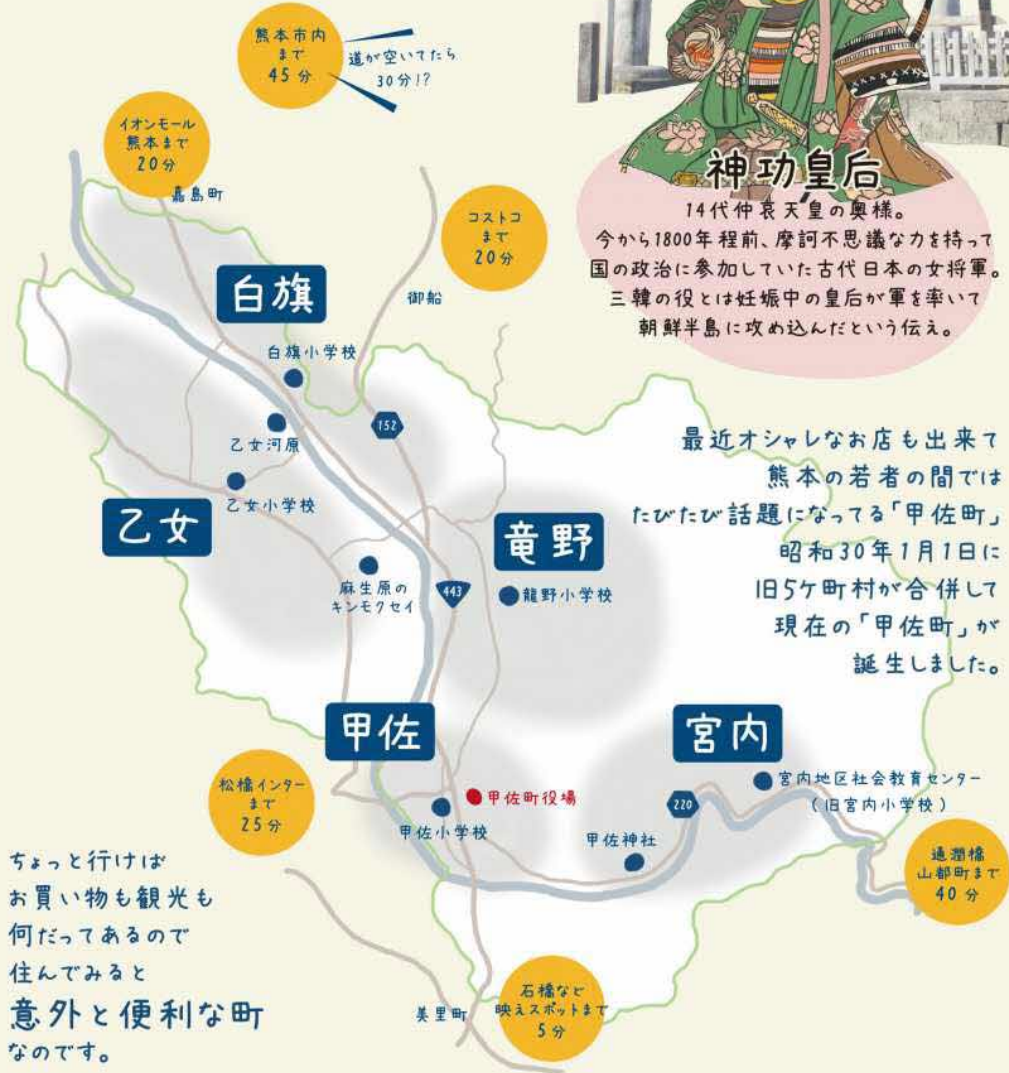 熊本市内
まで
45分
道が空いてたら
30分!?
イオンモール
熊本まで
20分
嘉島町
コストコ
まで
20分
御船
神功皇后
14代仲哀天皇の奥様。
今から1800年程前、摩訶不思議な力を持って
国の政治に参加していた古代日本の女将軍。
三韓の役とは妊娠中の皇后が軍を率いて
朝鮮半島に攻め込んだという伝え。
白旗
白旗小学校
乙女河原
152
乙女小学校
乙女
竜野
麻生原の
キンモクセイ
443
龍野小学校
最近オシャレなお店も出来て
熊本の若者の間では
たびたび話題になってる「甲佐町」
昭和30年1月1日に
旧5ケ町村が合併して
現在の「甲佐町」が
誕生しました。
甲佐
宮内
松橋インター
まで
25分
甲佐町役場
甲佐小学校
220
宮内地区社会教育センター
(旧宮内小学校)
甲佐神社
通潤橋
山都町まで
40分
ちょっと行けば
お買い物も観光も
何だってあるので
住んでみると
意外と便利な町
なのです。
美里町
石橋など
映えスポットまで
5分